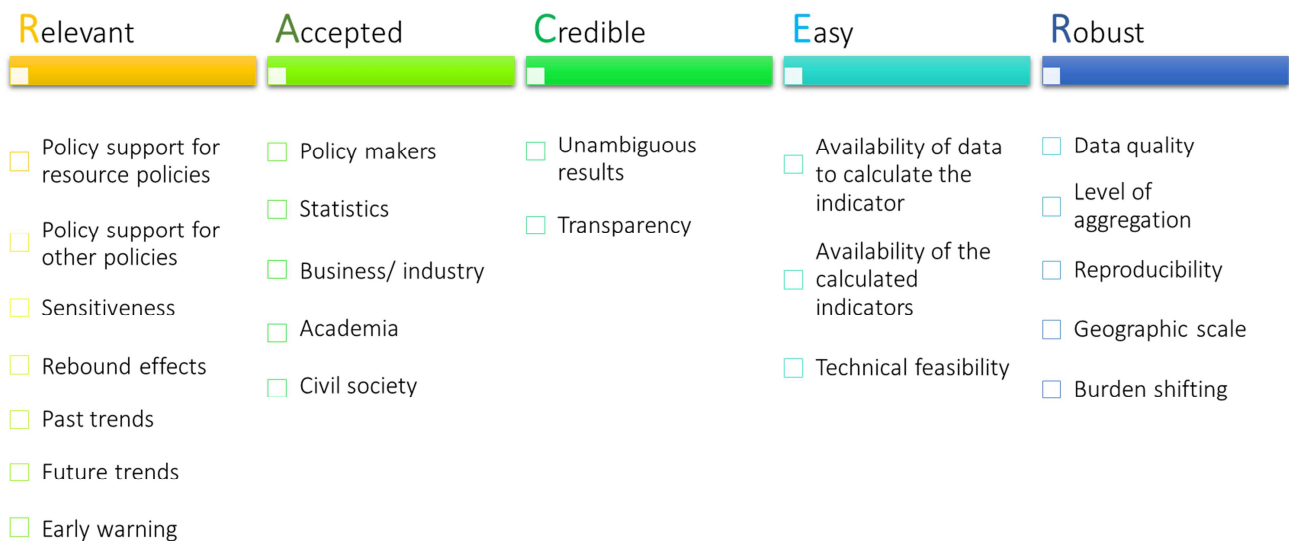 Relevant
Policy support for
resource policies
Policy support for
other policies
Sensitiveness
Rebound effects
Past trends
Future trends
Early warning
Accepted
Policy makers
Statistics
Business/ industry
Academia
Civil society
Credible
Unambiguous
results
Transparency
Easy
Availability of data
to calculate the
indicator
Availability of the
calculated
indicators
Technical feasibility
Robust
Data quality
Level of
aggregation
Reproducibility
Geographic scale
Burden shifting